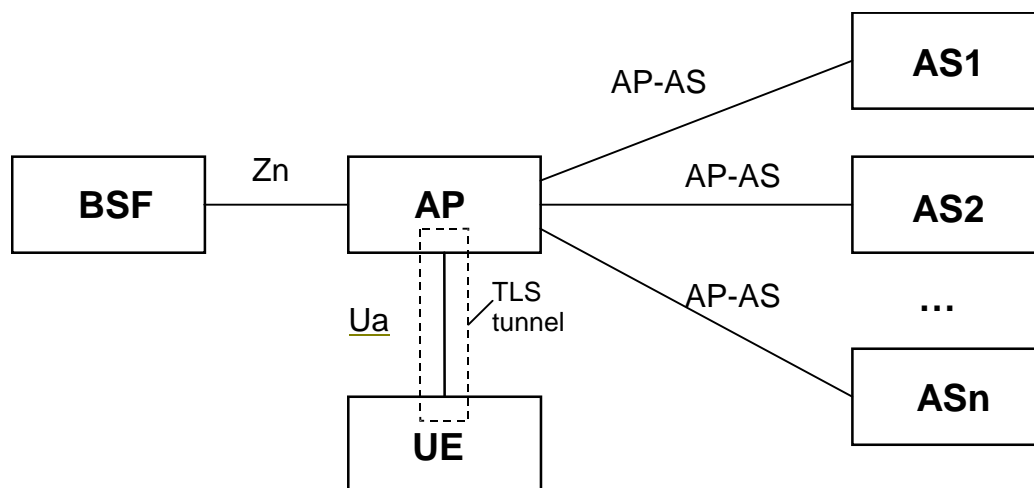 AS1
AP-AS
Zn
AP-AS
BSF
AP
AS2
AP-AS
TLS
tunnel
Ua
...
ASn
UE